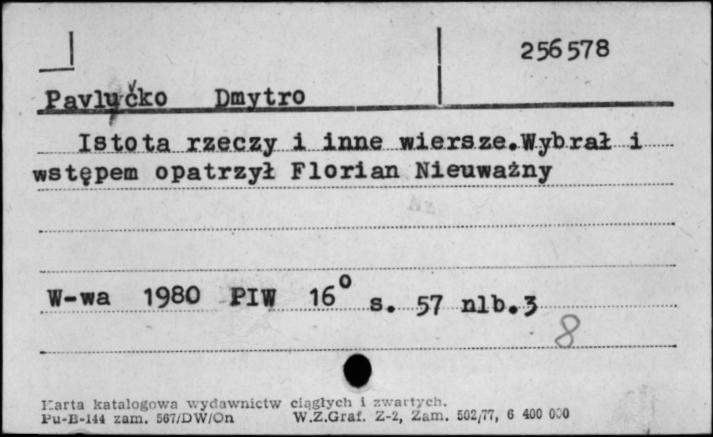 256578
Pavlyčko Dmytro
Istota rzeczy i inne wiersze.Wybrał i
wstępem opatrzył Florian Nieuważny
W-wa 1980 PIW 16° s. 57 nlb.3
8
Karta katalogowa wydawnictw ciągłych i zwartych.
Pu-B-144 zam. 567/DW/On W.Z.Graf. Z-2, Zam. 502/77, 6 400 000